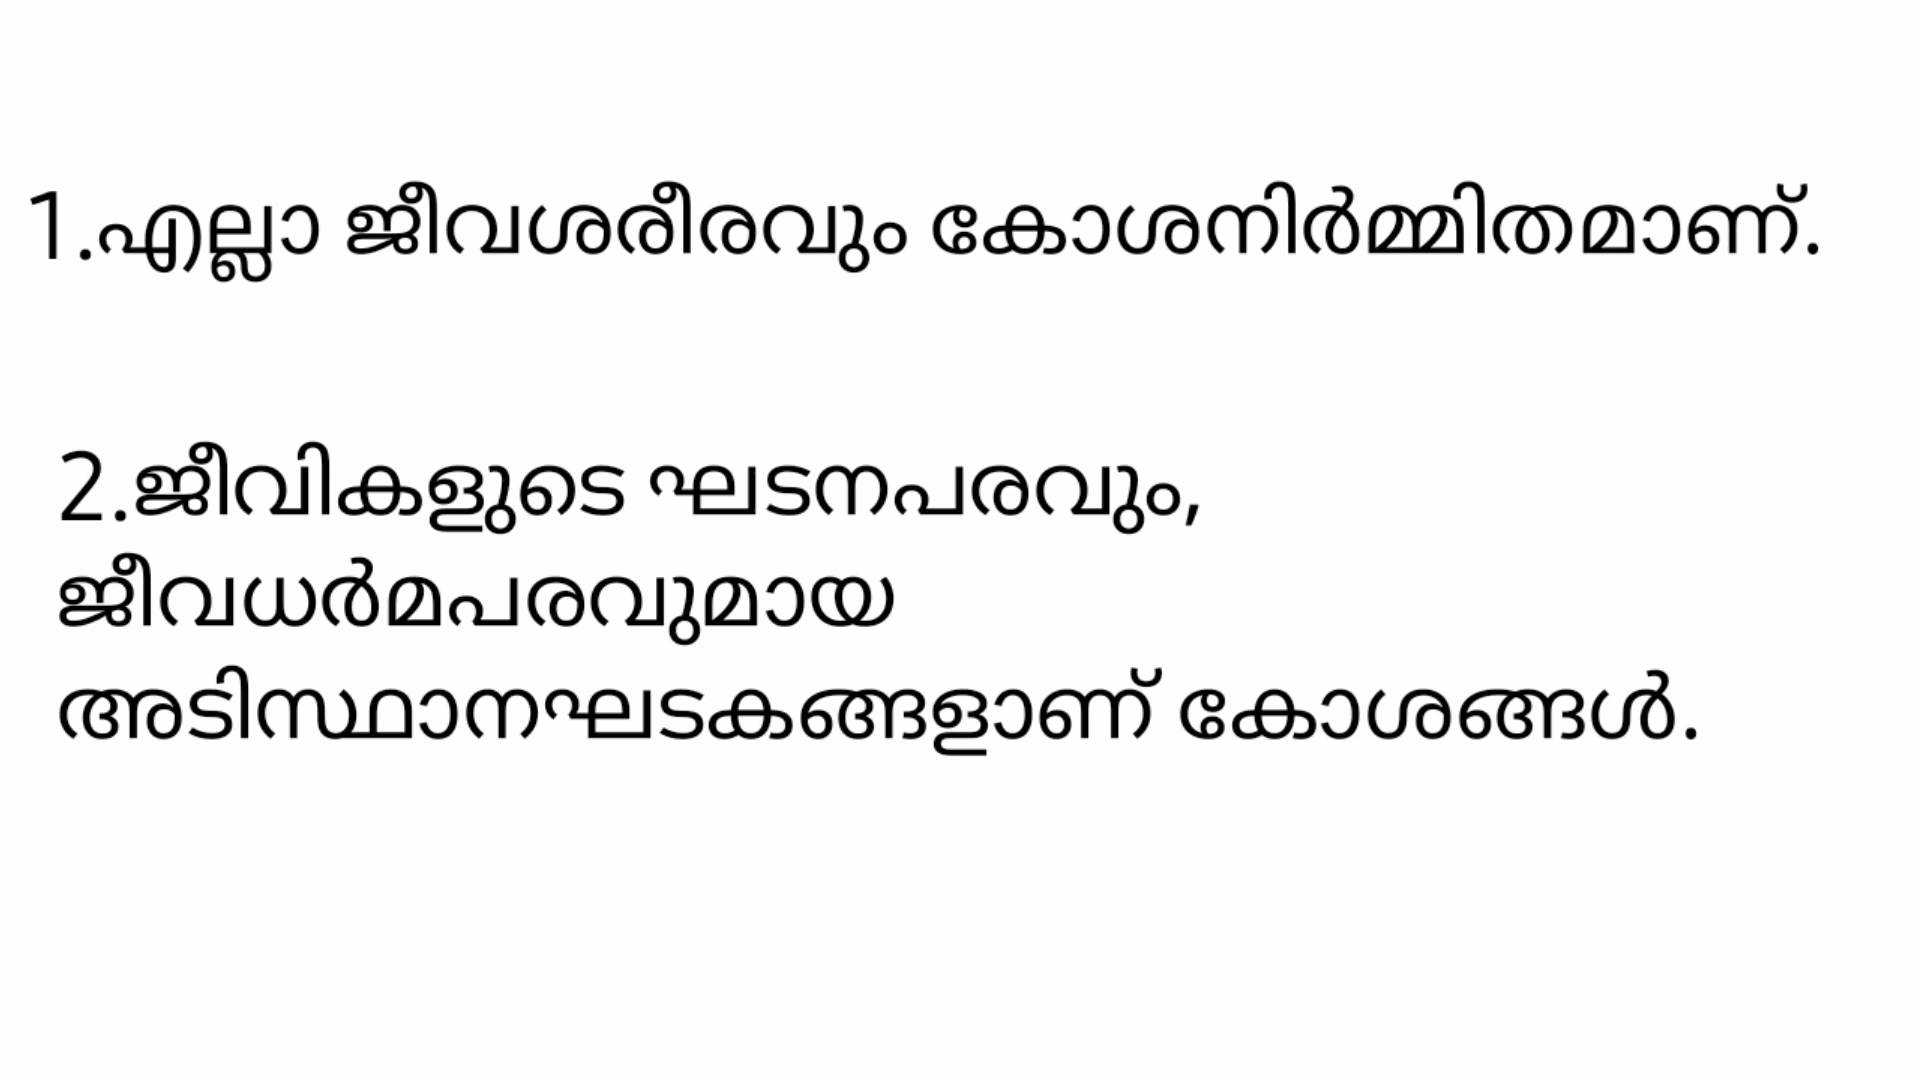 1.എല്ലാ ജീവശരീരവും കോശനിർമ്മിതമാണ്.
2.ജീവികളുടെ ഘടനപരവും,
ജീവധർമപരവുമായ
അടിസ്ഥാനഘടകങ്ങളാണ് കോശങ്ങൾ.